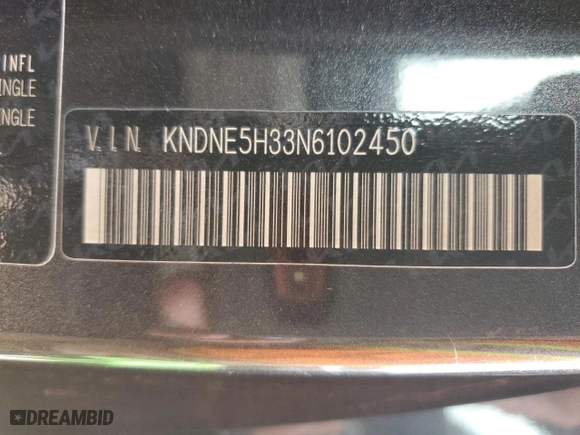 INFL
INGLE
INGLE
V.I.N. KNDNE5H33N6102450
DREAMBID